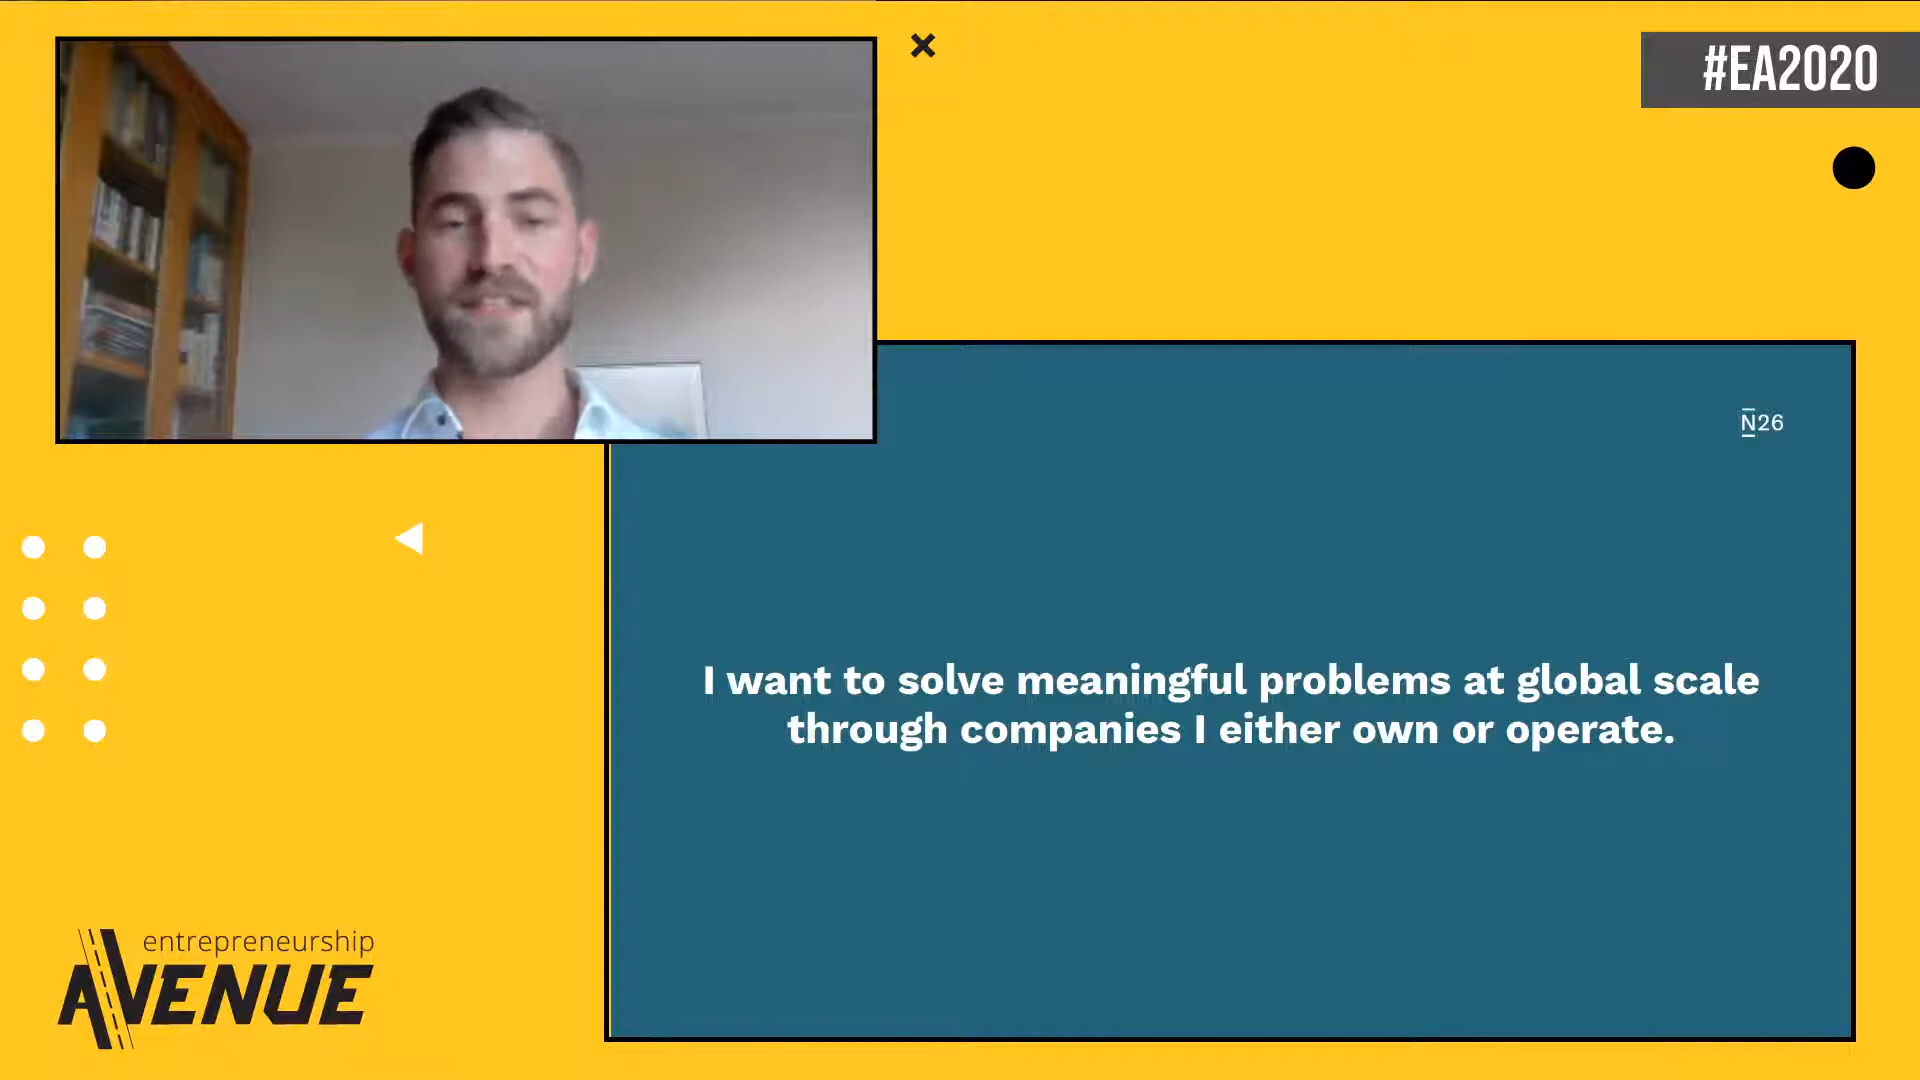 #EA2020
N26
I want to solve meaningful problems at global scale
through companies I either own or operate.
entrepreneurship
AVENUE